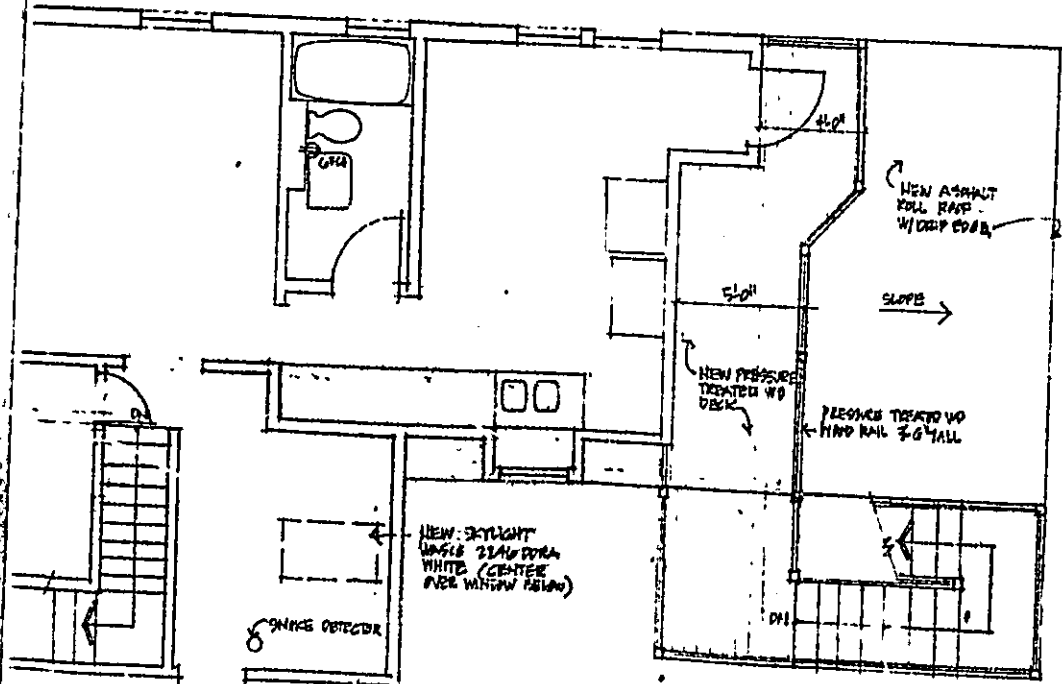 4'-0"
GFCI
NEW ASPHALT
ROLL ROOF
W/ DRIP EDGE
5'-0"
SLOPE
NEW PRESSURE
TREATED WD
DECK
PRESSURE TREATED WD
HAND RAIL 3'-6" TALL
DN
NEW SKYLIGHT
WHITE (CENTER
OVER WINDOW BELOW)
SMOKE DETECTOR
DN